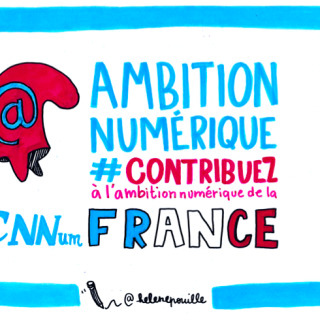 @
AMBITION
NUMÉRIQUE
#CONTRIBUEZ
à l'ambition numérique de la
CNNum
FRANCE
@helenepouille